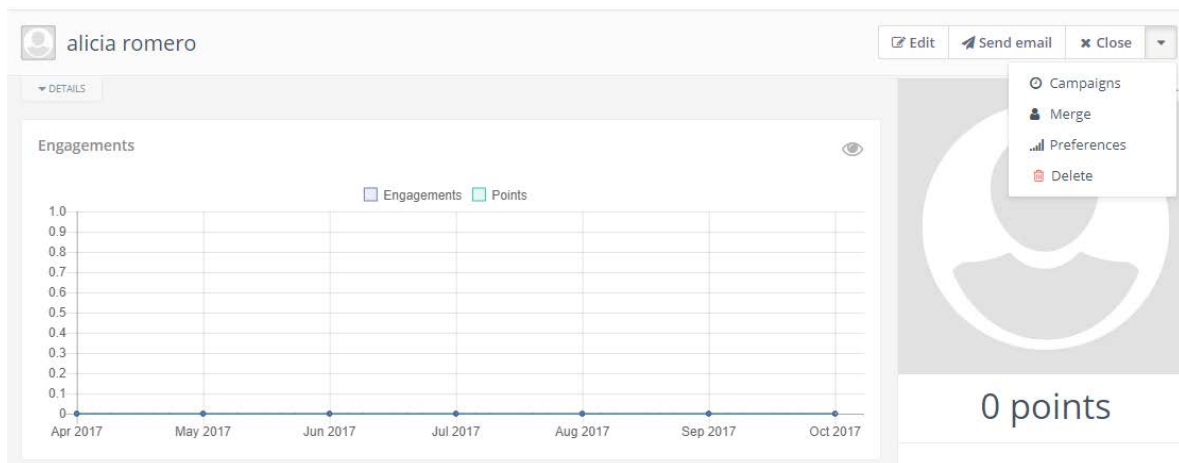 alicia romero
Edit Send email Close
DETAILS
Campaigns
Merge
Preferences
Delete
Engagements
Engagements Points
1.0
0.9
0.8
0.7
0.6
0.5
0.4
0.3
0.2
0.1
0
Apr 2017 May 2017 Jun 2017 Jul 2017 Aug 2017 Sep 2017 Oct 2017
0 points